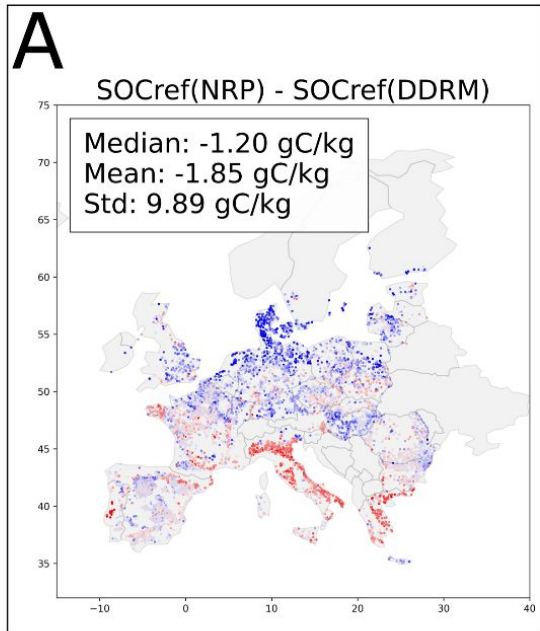 A
SOCref(NRP) - SOCref(DDRM)
Median: -1.20 gC/kg
Mean: -1.85 gC/kg
Std: 9.89 gC/kg
75
70
65
60
55
50
45
40
35
−10 0 10 20 30 40